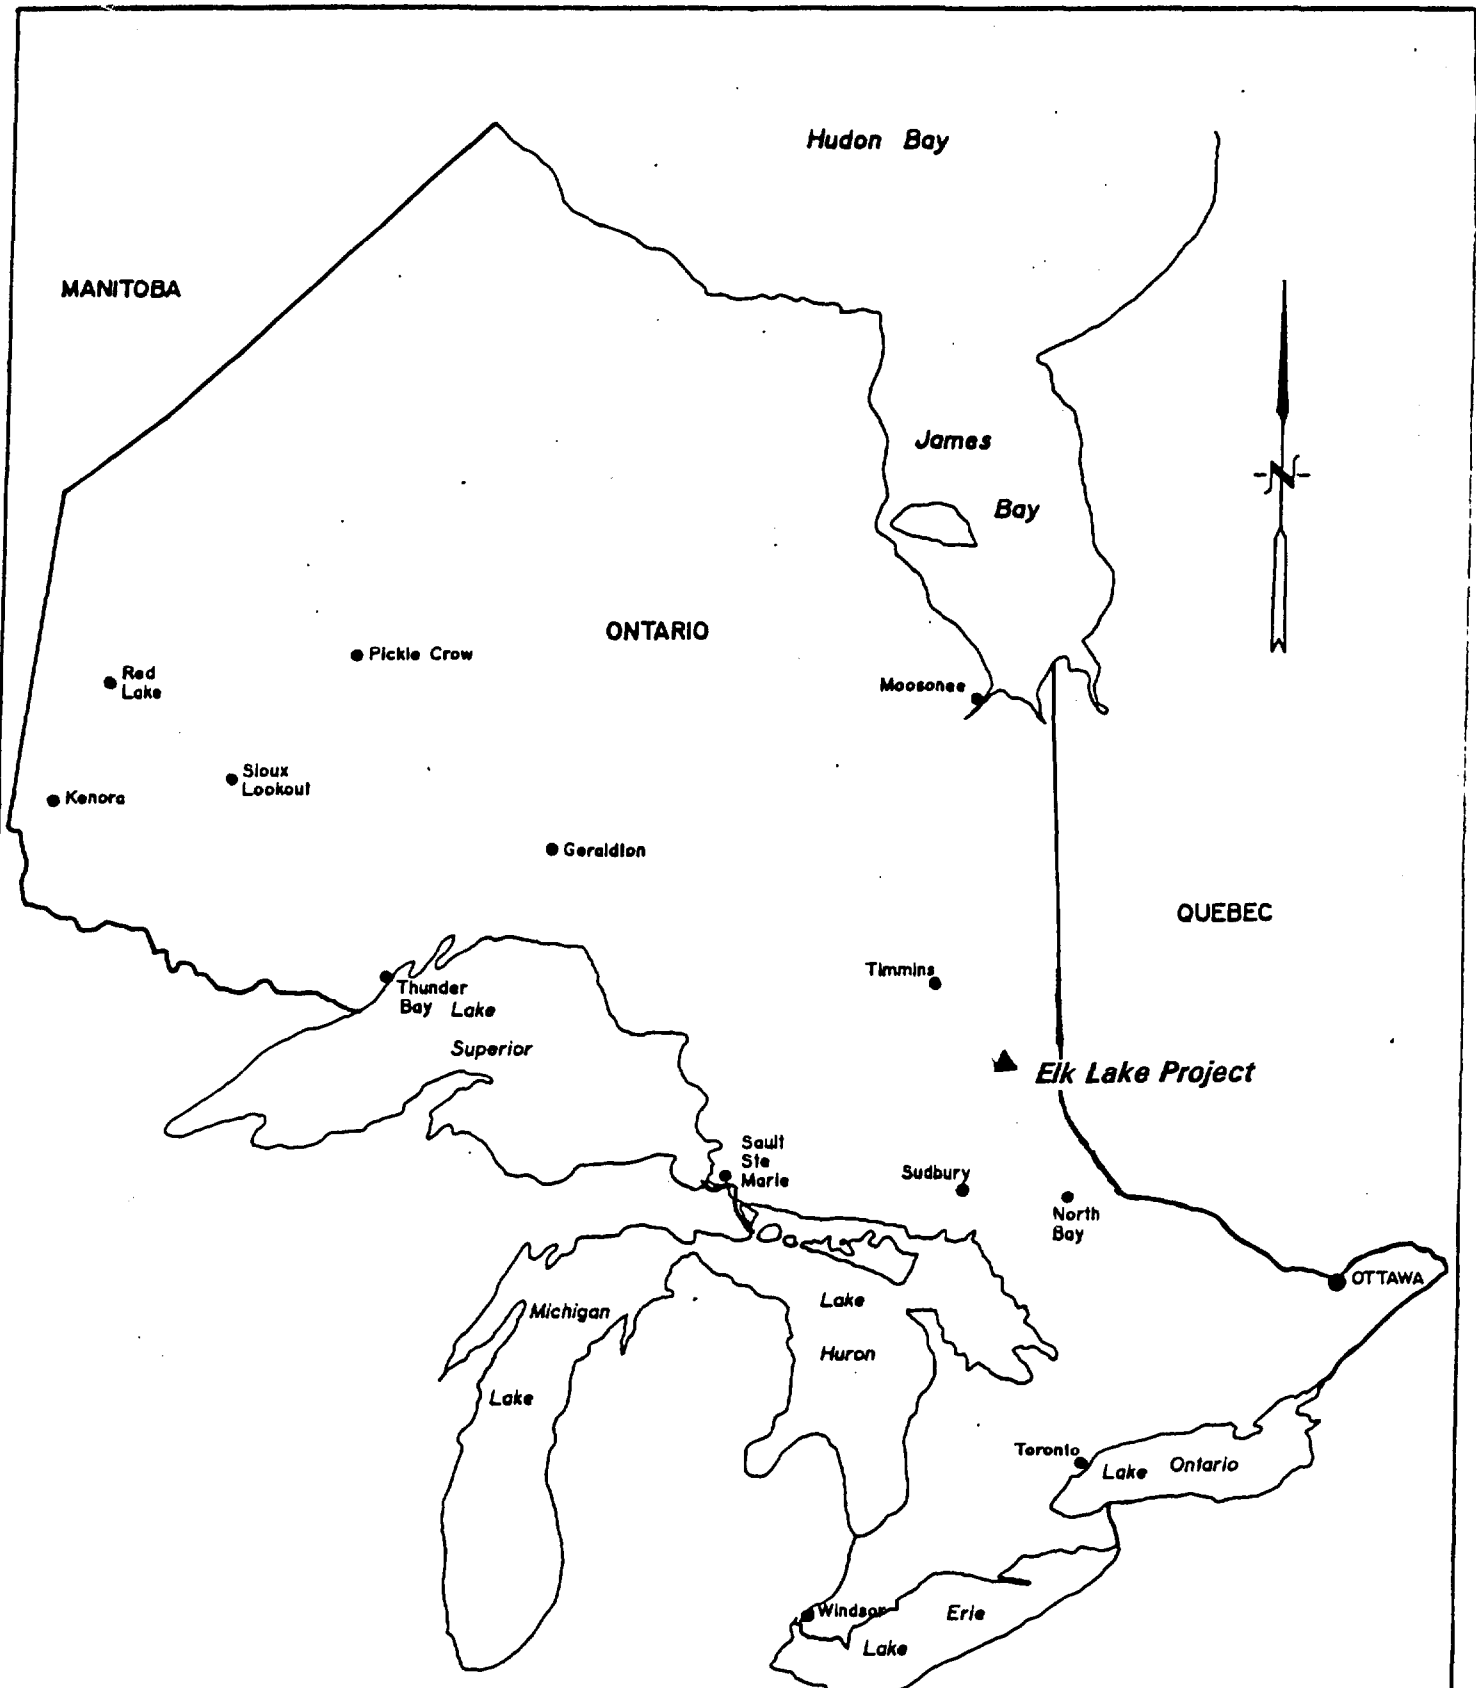 Hudon Bay
MANITOBA
James
Bay
N
ONTARIO
Pickle Crow
Red
Lake
Moosonee
Sioux
Lookout
Kenora
Geraldton
QUEBEC
Timmins
Thunder
Bay
Lake
Superior
Elk Lake Project
Sault
Ste
Marie
Sudbury
North
Bay
OTTAWA
Lake
Huron
Michigan
Lake
Toronto
Lake Ontario
Windsor
Erie
Lake